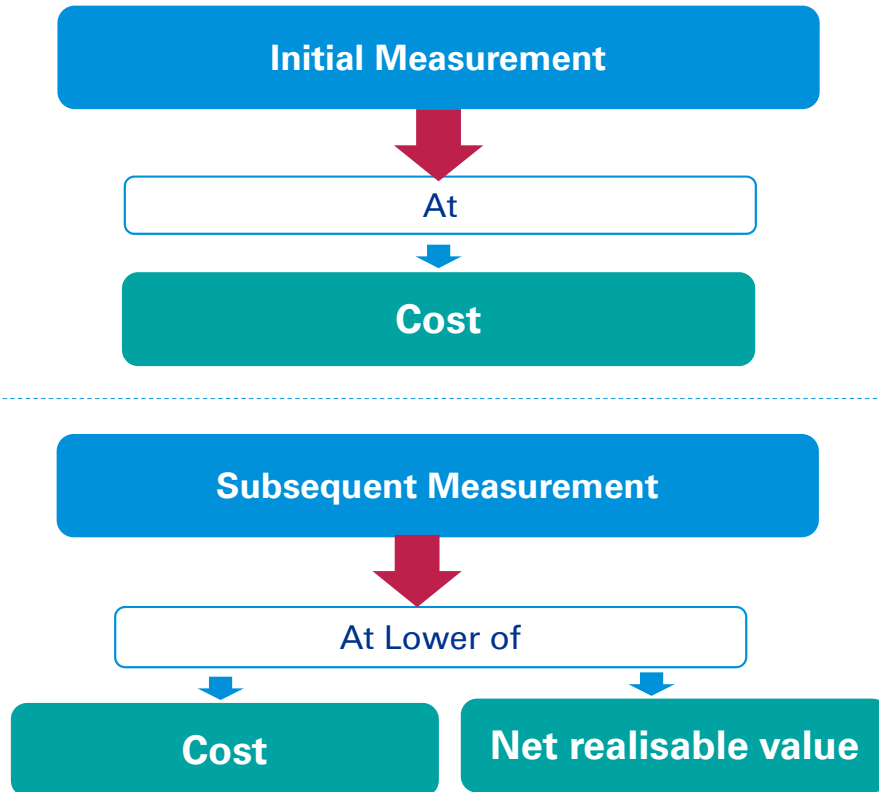 Initial Measurement
At
Cost
Subsequent Measurement
At Lower of
Cost
Net realisable value